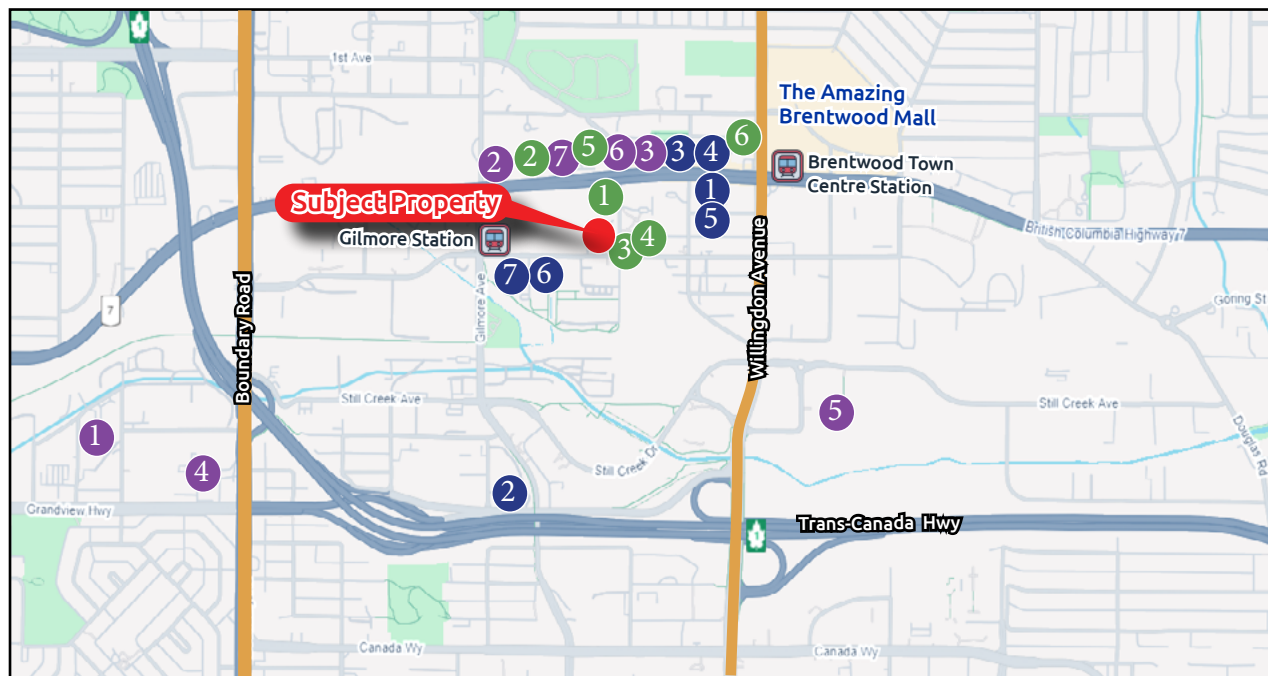 1
1st Ave
The Amazing
Brentwood Mall
2
2
7
5
6
3
3
4
6
Brentwood Town
Centre Station
1
1
5
Subject Property
Gilmore Station
3
4
British Columbia Highway 7
7
6
7
Goring St
Gilmore Ave
Boundary Road
Willingdon Avenue
Still Creek Ave
Still Creek Ave
5
1
4
Still Creek Dr
Douglas Rd
2
Grandview Hwy
Trans-Canada Hwy
1
Canada Wy
Canada Wy